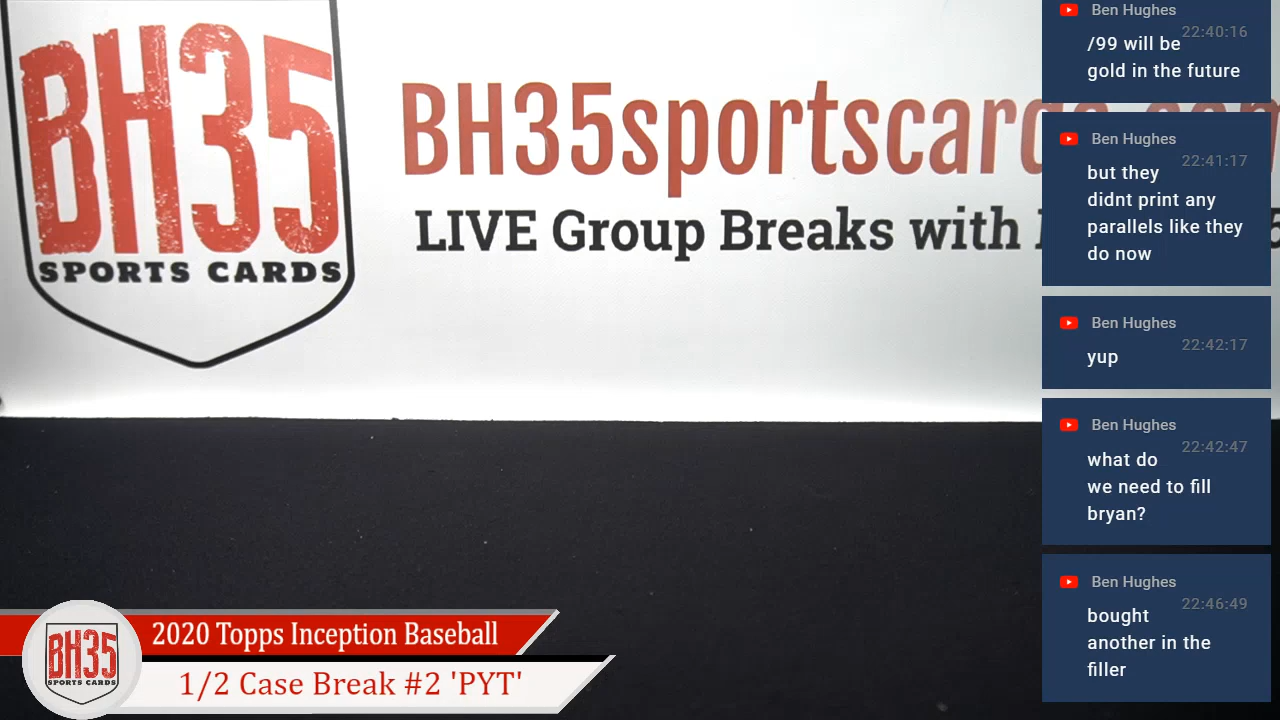 BH35
SPORTS CARDS
BH35sportscards.com
LIVE Group Breaks with
Ben Hughes
22:40:16
/99 will be
gold in the future
Ben Hughes
22:41:17
but they
didnt print any
parallels like they
do now
Ben Hughes
22:42:17
yup
Ben Hughes
22:42:47
what do
we need to fill
bryan?
Ben Hughes
22:46:49
bought
another in the
filler
BH35
SPORTS CARDS
2020 Topps Inception Baseball
1/2 Case Break #2 'PYT'